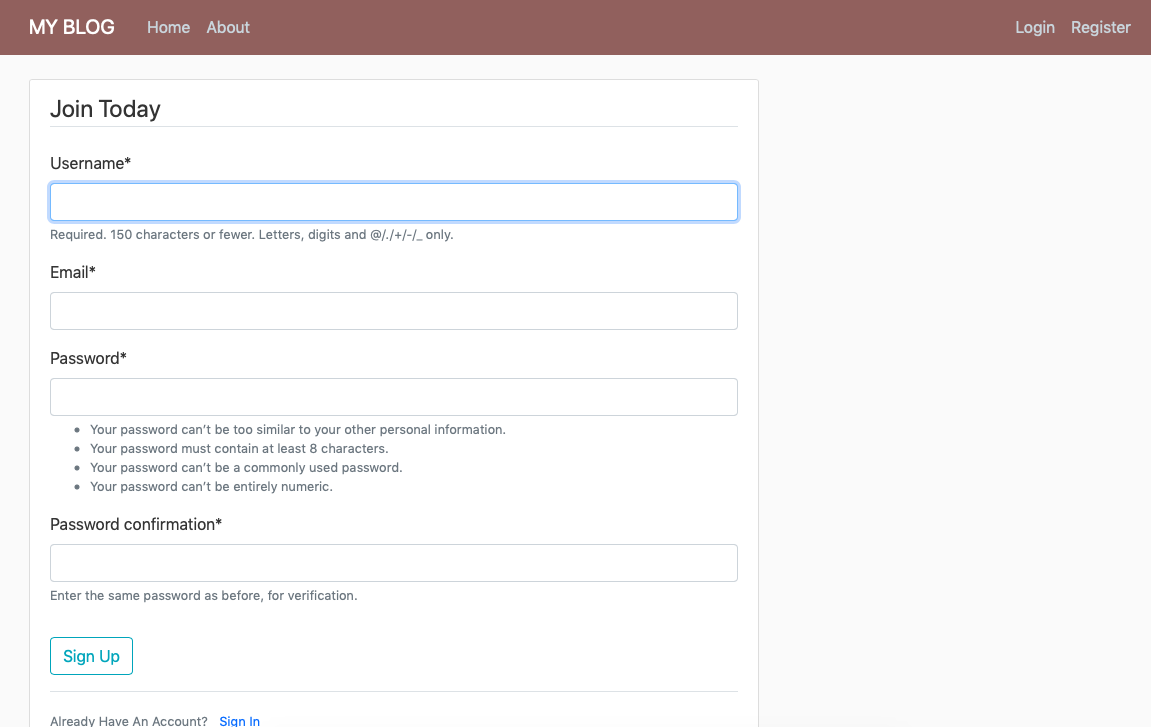 MY BLOG Home About Login Register
Join Today
Username*
Required. 150 characters or fewer. Letters, digits and @/./+/-/_ only.
Email*
Password*
Your password can’t be too similar to your other personal information.
Your password must contain at least 8 characters.
Your password can’t be a commonly used password.
Your password can’t be entirely numeric.
Password confirmation*
Enter the same password as before, for verification.
Sign Up
Already Have An Account? Sign In